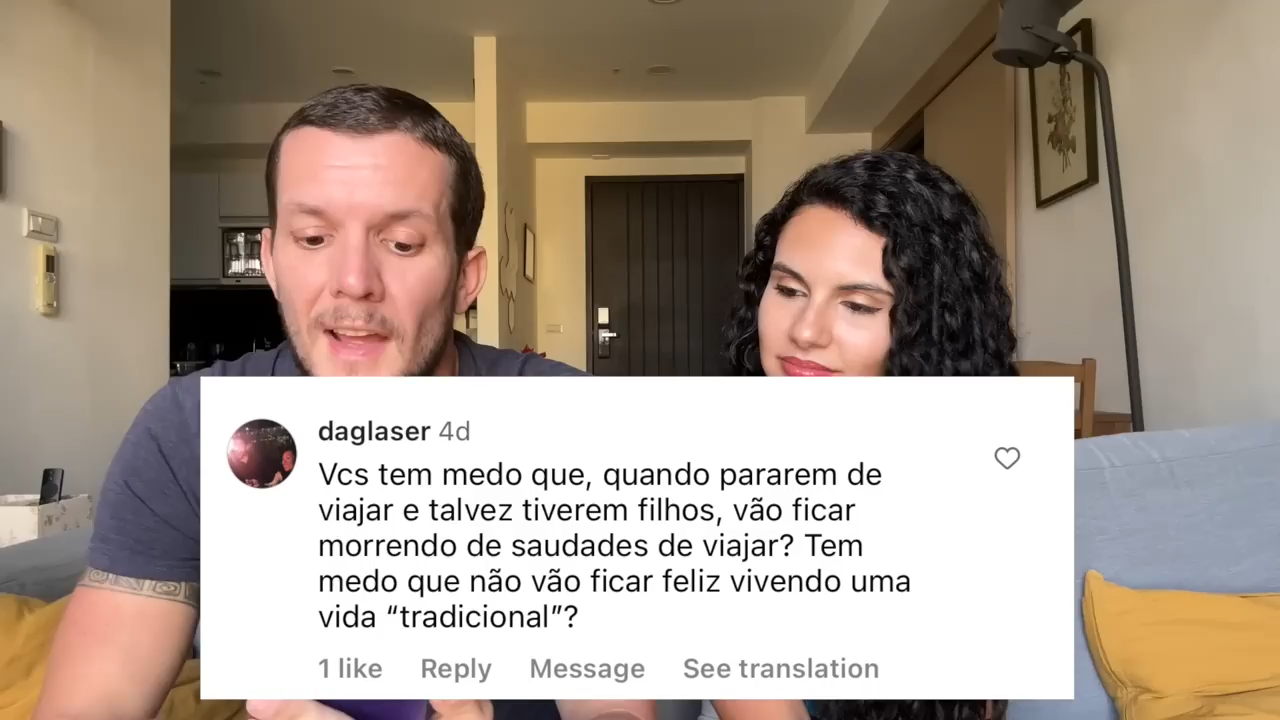 daglaser 4d
Vcs tem medo que, quando pararem de
viajar e talvez tiverem filhos, vão ficar
morrendo de saudades de viajar? Tem
medo que não vão ficar feliz vivendo uma
vida “tradicional”?
1 like Reply Message See translation